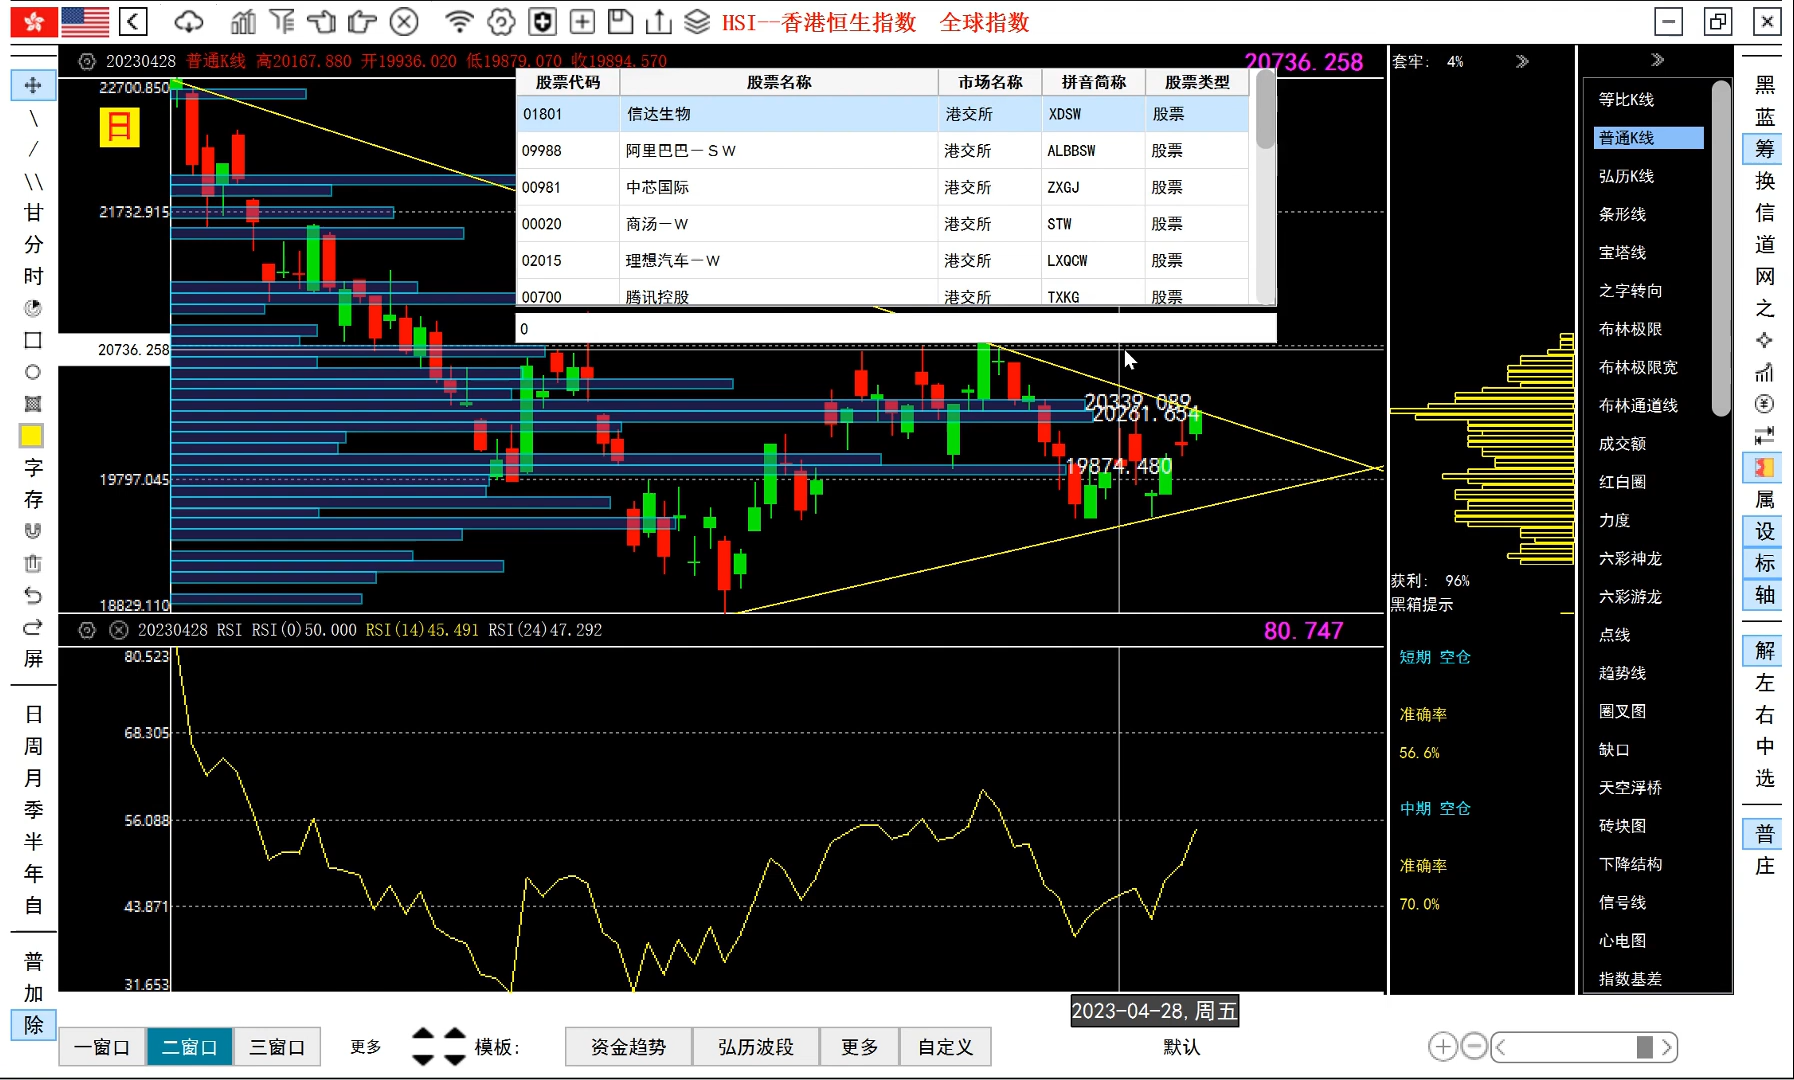 HSI--香港恒生指数 全球指数
20230428 普通K线 高20167.880 开19936.020 低19879.070 收19894.570
20736.258
套牢: 4%
股票代码 股票名称 市场名称 拼音简称 股票类型
01801 信达生物 港交所 XDSW 股票
09988 阿里巴巴－ＳＷ 港交所 ALBBSW 股票
00981 中芯国际 港交所 ZXGJ 股票
00020 商汤－W 港交所 STW 股票
02015 理想汽车－W 港交所 LXQCW 股票
00700 腾讯控股 港交所 TXKG 股票
0
22700.850
日
21732.915
20736.258
19797.045
18829.110
20339.089
20261.654
19874.480
获利: 96%
黑箱提示
短期 空仓
准确率
56.6%
中期 空仓
准确率
70.0%
20230428 RSI RSI(0)50.000 RSI(14)45.491 RSI(24)47.292
80.747
80.523
68.305
56.088
43.871
31.653
2023-04-28,周五
\
/
\\
甘
分
时
字
存
屏
日
周
月
季
半
年
自
普
加
除
等比K线
普通K线
弘历K线
条形线
宝塔线
之字转向
布林极限
布林极限宽
布林通道线
成交额
红白圈
力度
六彩神龙
六彩游龙
点线
趋势线
圈叉图
缺口
天空浮桥
砖块图
下降结构
信号线
心电图
指数基差
黑
蓝
筹
换
信
道
网
之
属
设
标
轴
解
左
右
中
选
普
庄
一窗口 二窗口 三窗口 更多 模板: 资金趋势 弘历波段 更多 自定义 默认